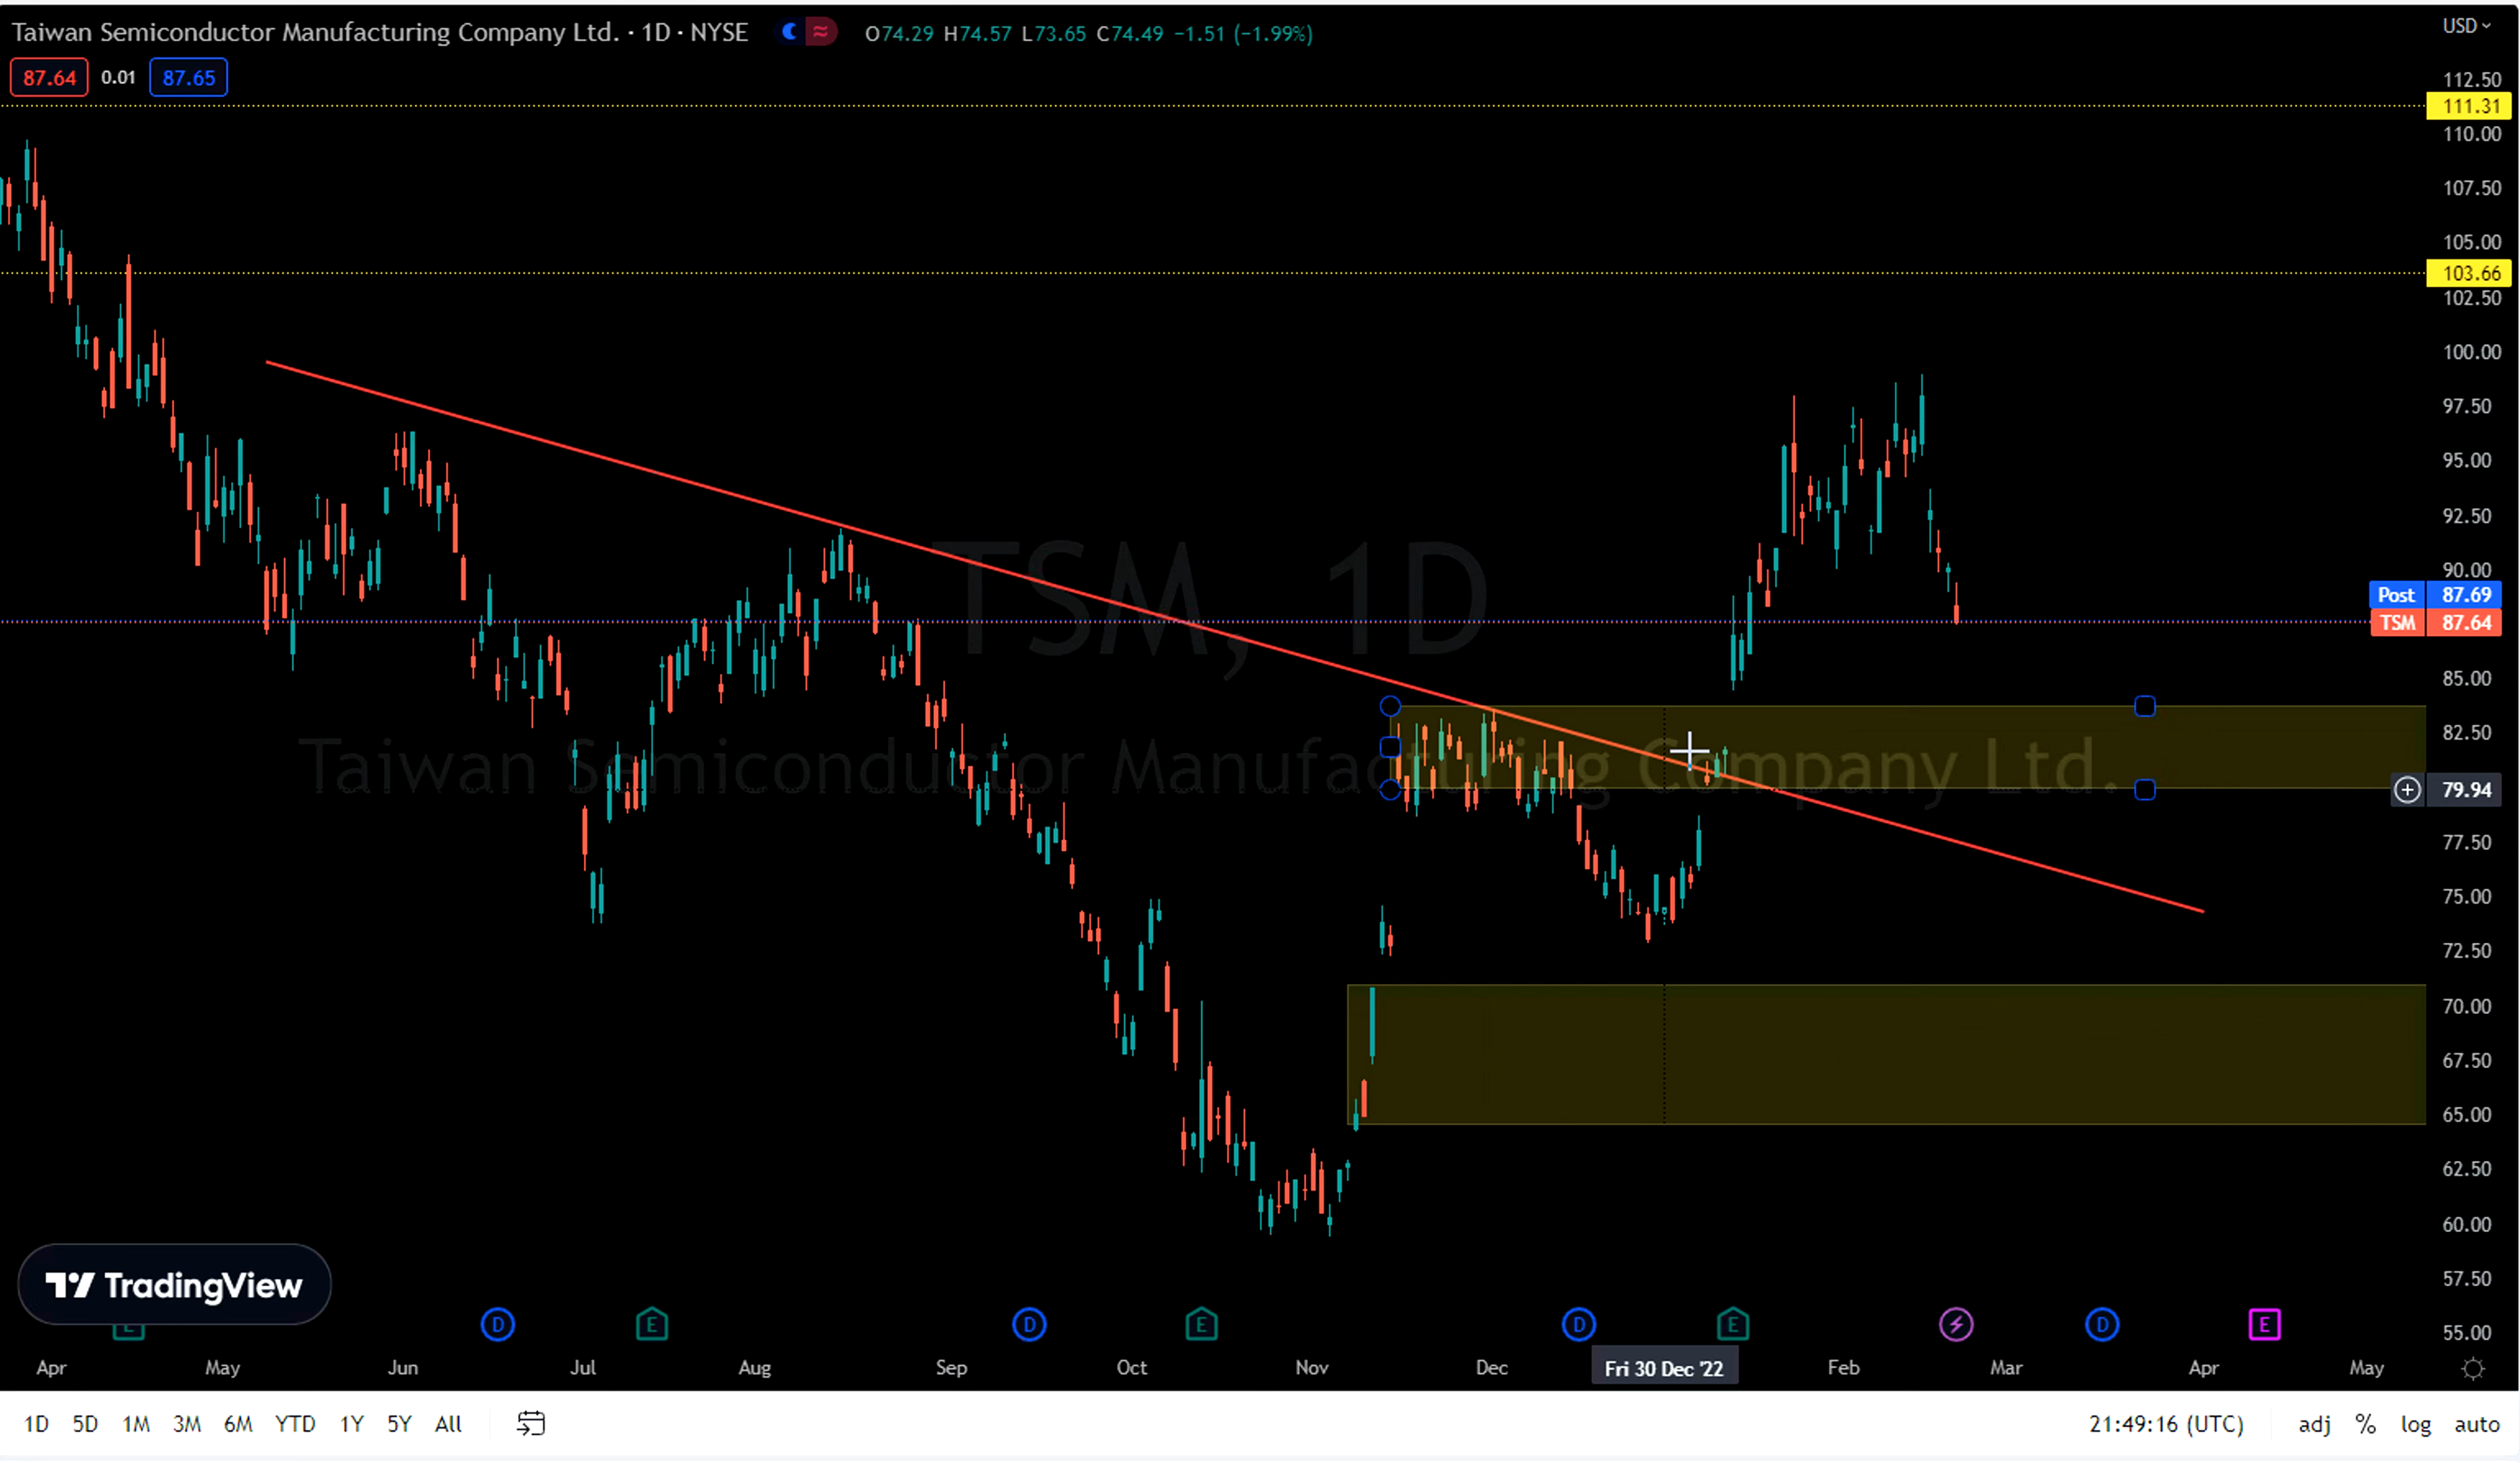 Taiwan Semiconductor Manufacturing Company Ltd. · 1D · NYSE O74.29 H74.57 L73.65 C74.49 −1.51 (−1.99%) USD
87.64 0.01 87.65
112.50
111.31
110.00
107.50
105.00
103.66
102.50
100.00
97.50
95.00
92.50
90.00
Post 87.69
TSM 87.64
85.00
82.50
79.94
77.50
75.00
72.50
70.00
67.50
65.00
62.50
60.00
57.50
55.00
TSM, 1D
Taiwan Semiconductor Manufacturing Company Ltd.
TradingView
E D E D E D E D E
Apr May Jun Jul Aug Sep Oct Nov Dec Fri 30 Dec '22 Feb Mar Apr May
1D 5D 1M 3M 6M YTD 1Y 5Y All 21:49:16 (UTC) adj % log auto